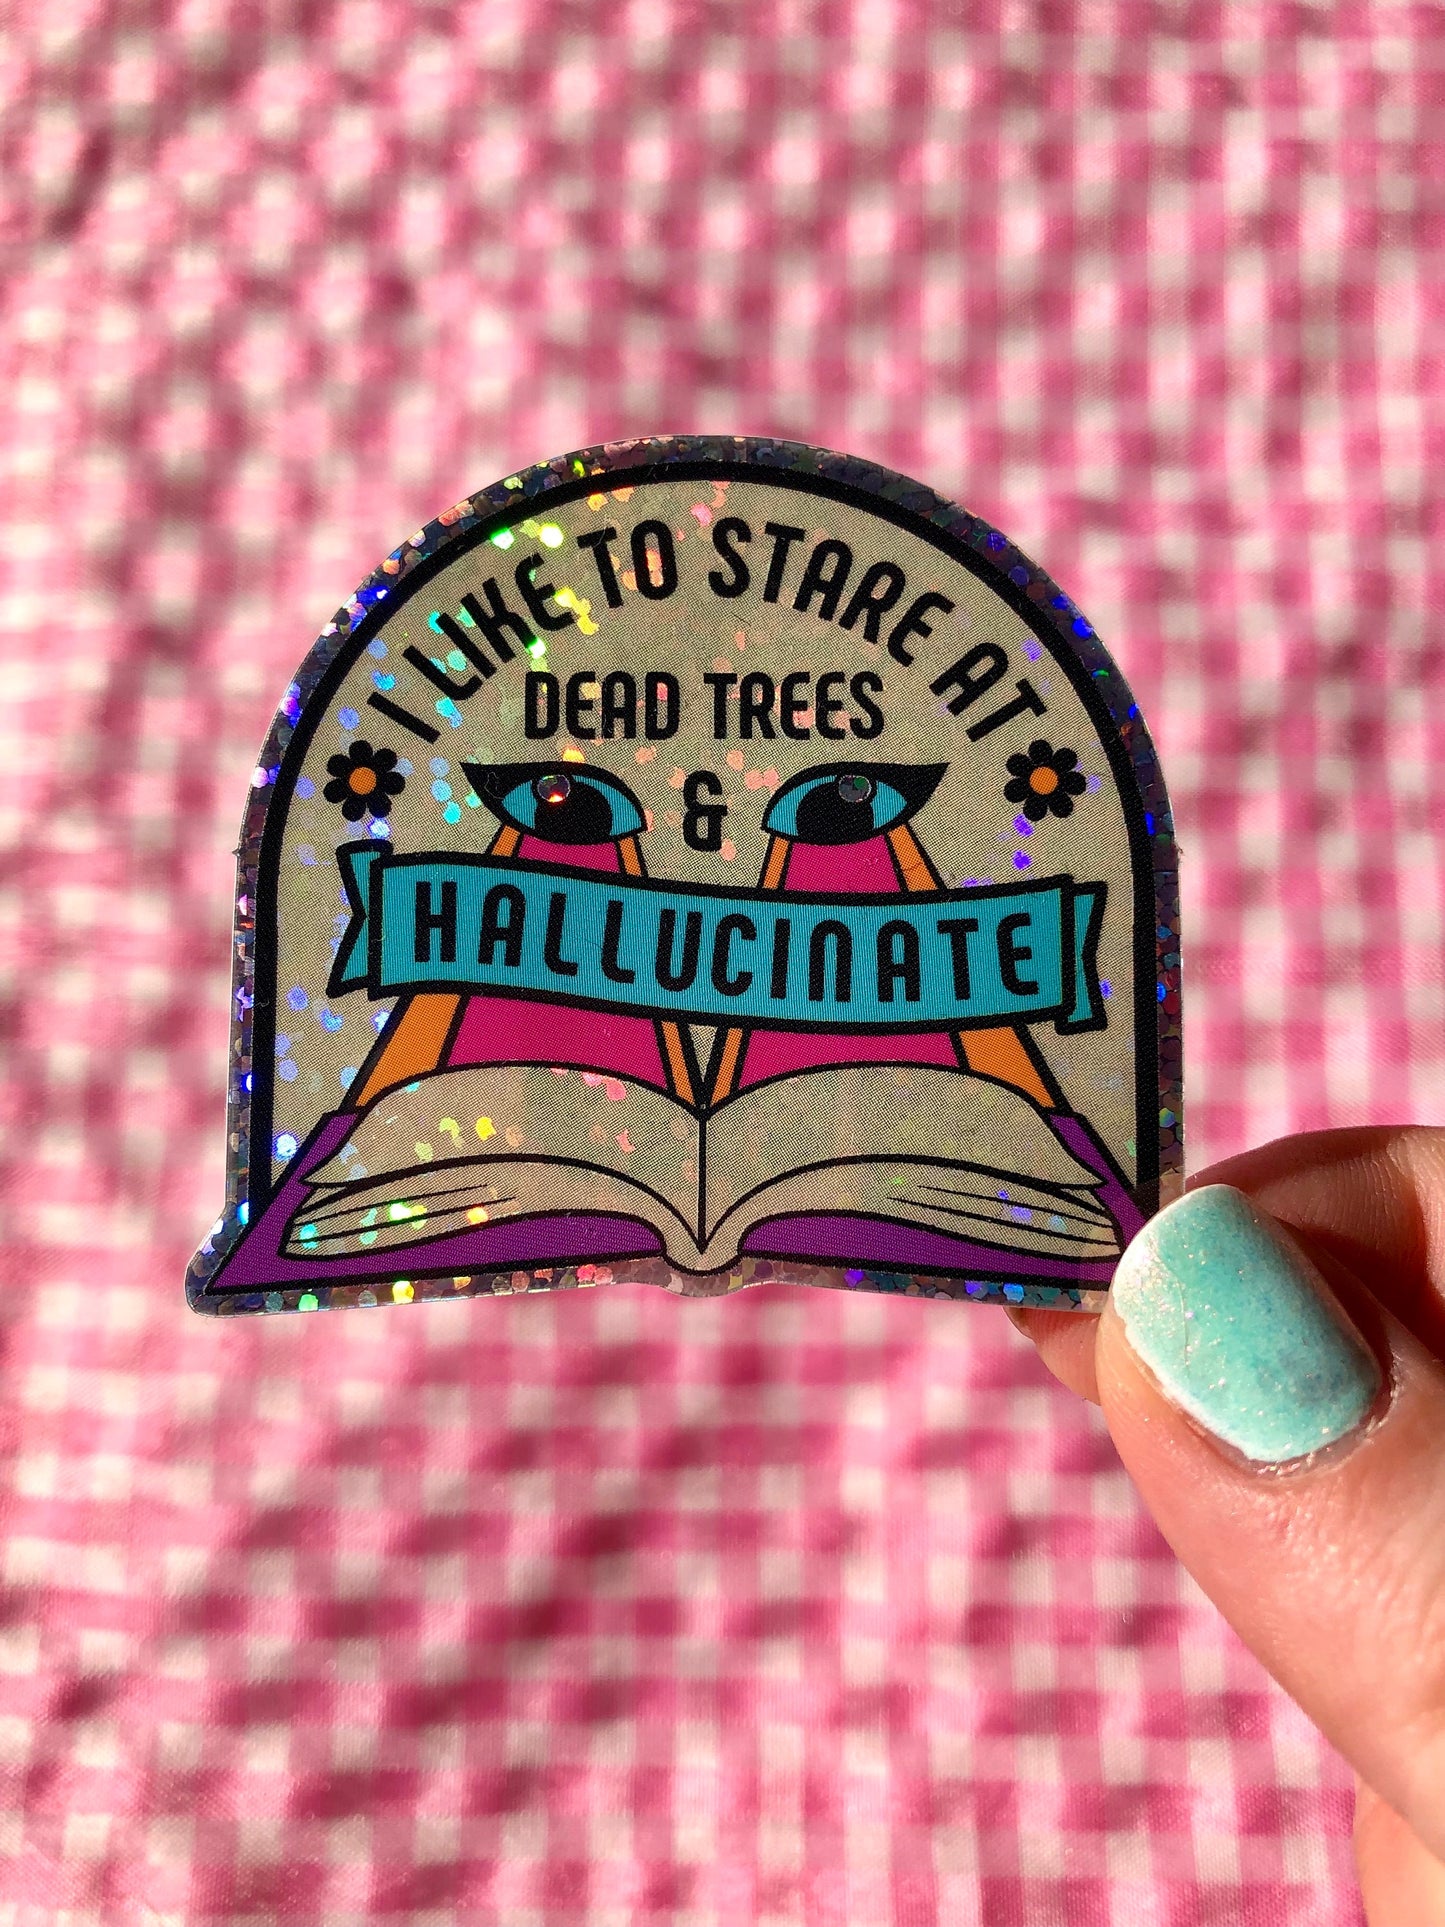 I LIKE TO STARE AT
DEAD TREES
&
HALLUCINATE